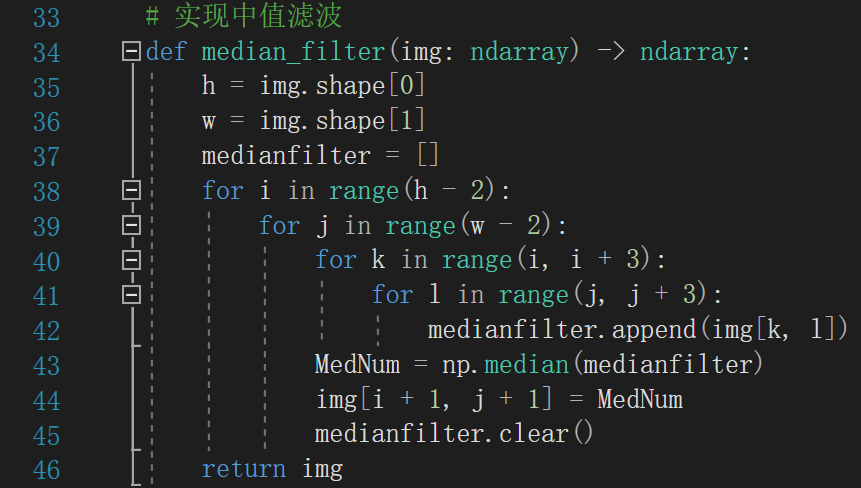 33 # 实现中值滤波
34 def median_filter(img: ndarray) -> ndarray:
35     h = img.shape[0]
36     w = img.shape[1]
37     medianfilter = []
38     for i in range(h - 2):
39         for j in range(w - 2):
40             for k in range(i, i + 3):
41                 for l in range(j, j + 3):
42                     medianfilter.append(img[k, l])
43             MedNum = np.median(medianfilter)
44             img[i + 1, j + 1] = MedNum
45             medianfilter.clear()
46     return img